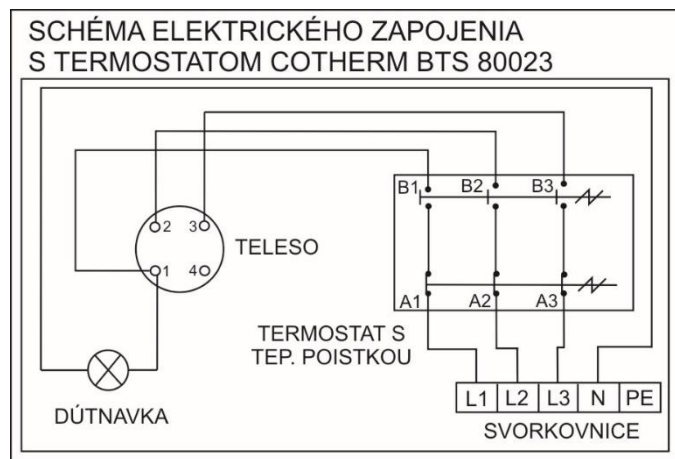 SCHÉMA ELEKTRICKÉHO ZAPOJENIA
S TERMOSTATOM COTHERM BTS 80023
B1 B2 B3
2 3
TELESO
1 4
A1 A2 A3
TERMOSTAT S
TEP. POISTKOU
L1 L2 L3 N PE
DÚTNAVKA
SVORKOVNICE